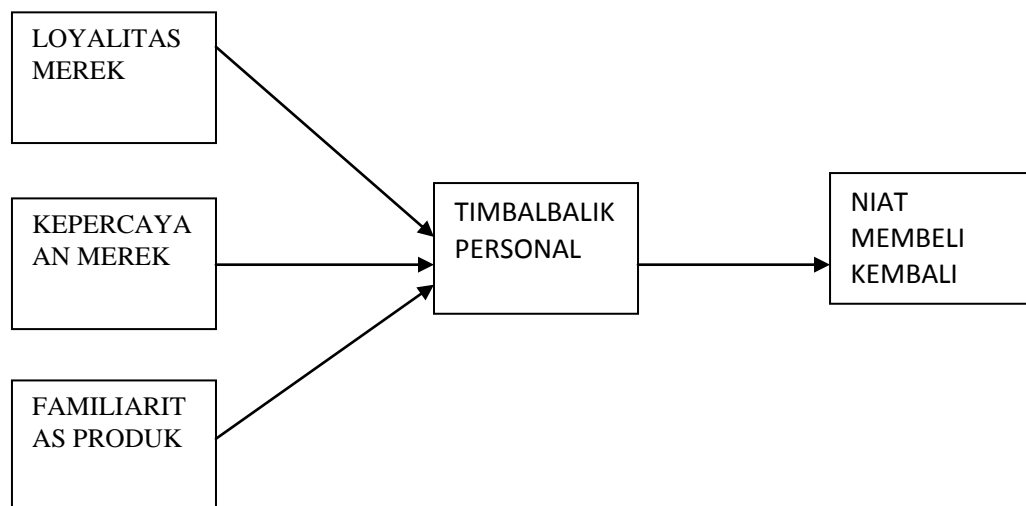 LOYALITAS
MEREK
KEPERCAYA
AN MEREK
FAMILIARIT
AS PRODUK
TIMBALBALIK
PERSONAL
NIAT
MEMBELI
KEMBALI